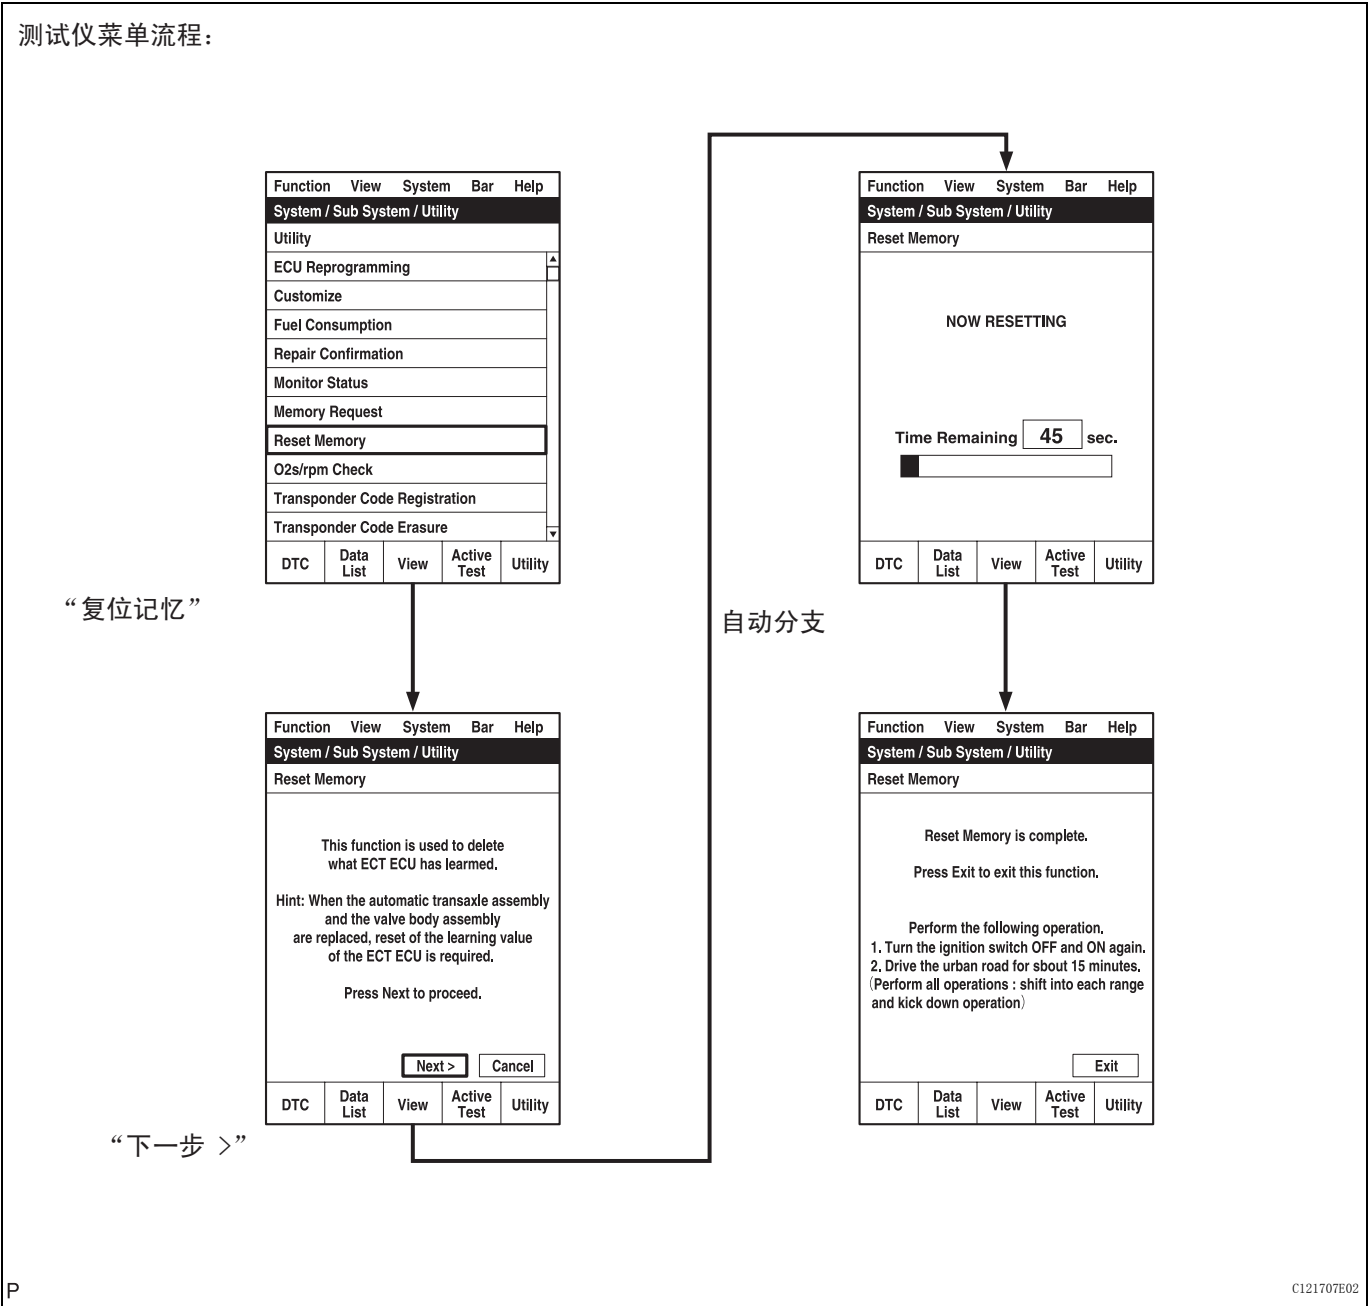 测试仪菜单流程：
Function View System Bar Help
System / Sub System / Utility
Utility
ECU Reprogramming
Customize
Fuel Consumption
Repair Confirmation
Monitor Status
Memory Request
Reset Memory
O2s/rpm Check
Transponder Code Registration
Transponder Code Erasure
DTC Data List View Active Test Utility
“复位记忆”
Function View System Bar Help
System / Sub System / Utility
Reset Memory
This function is used to delete
what ECT ECU has learmed.
Hint: When the automatic transaxle assembly
and the valve body assembly
are replaced, reset of the learning value
of the ECT ECU is required.
Press Next to proceed.
Next > Cancel
DTC Data List View Active Test Utility
“下一步 >”
自动分支
Function View System Bar Help
System / Sub System / Utility
Reset Memory
NOW RESETTING
Time Remaining 45 sec.
DTC Data List View Active Test Utility
Function View System Bar Help
System / Sub System / Utility
Reset Memory
Reset Memory is complete.
Press Exit to exit this function.
Perform the following operation.
1. Turn the ignition switch OFF and ON again.
2. Drive the urban road for sbout 15 minutes.
(Perform all operations : shift into each range
and kick down operation)
Exit
DTC Data List View Active Test Utility
P
C121707E02